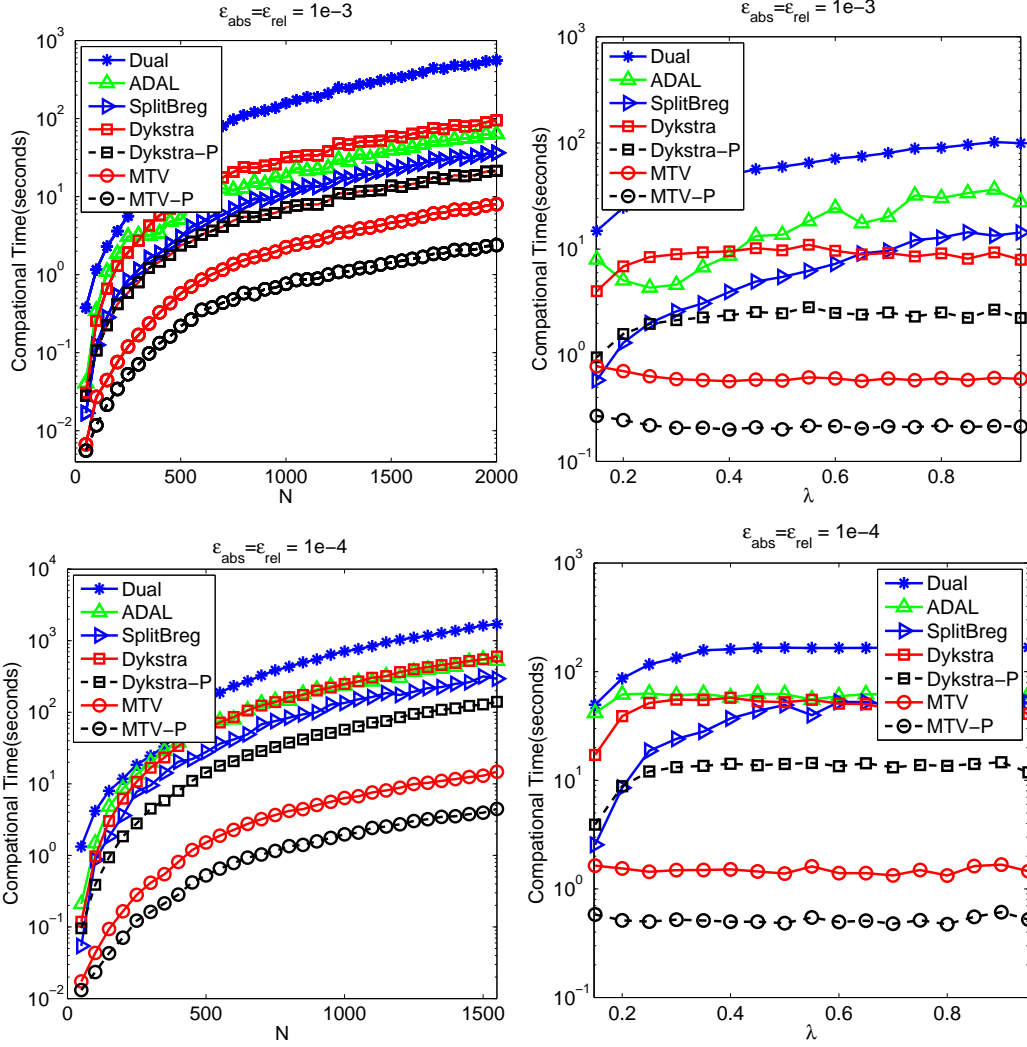 ε_abs=ε_rel = 1e-3
10^3
10^2
10^1
10^0
10^-1
10^-2
Compational Time(seconds)
Dual
ADAL
SplitBreg
Dykstra
Dykstra-P
MTV
MTV-P
0 500 1000 1500 2000
N
ε_abs=ε_rel = 1e-3
10^3
10^2
10^1
10^0
10^-1
Compational Time(seconds)
Dual
ADAL
SplitBreg
Dykstra
Dykstra-P
MTV
MTV-P
0.2 0.4 0.6 0.8
λ
ε_abs=ε_rel = 1e-4
10^4
10^3
10^2
10^1
10^0
10^-1
10^-2
Compational Time(seconds)
Dual
ADAL
SplitBreg
Dykstra
Dykstra-P
MTV
MTV-P
0 500 1000 1500
N
ε_abs=ε_rel = 1e-4
10^3
10^2
10^1
10^0
10^-1
Compational Time(seconds)
Dual
ADAL
SplitBreg
Dykstra
Dykstra-P
MTV
MTV-P
0.2 0.4 0.6 0.8
λ